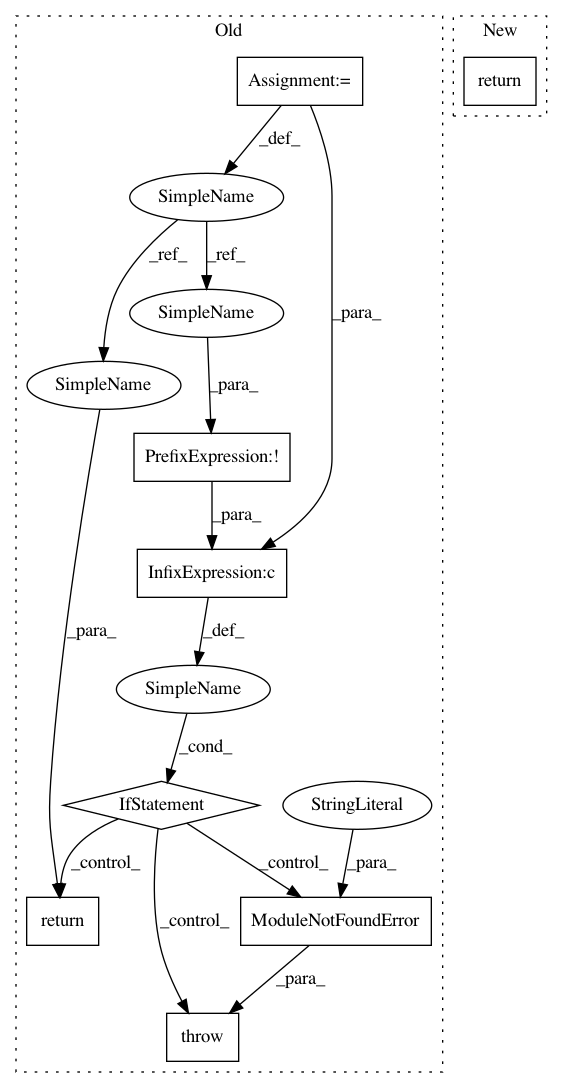 Old
New
Assignment:=
return
_def_
SimpleName
_ref_
_ref_
SimpleName
_para_
SimpleName
_para_
PrefixExpression:!
_para_
InfixExpression:c
_para_
_def_
SimpleName
_cond_
IfStatement
StringLiteral
_control_
_control_
_para_
_control_
return
ModuleNotFoundError
_para_
throw